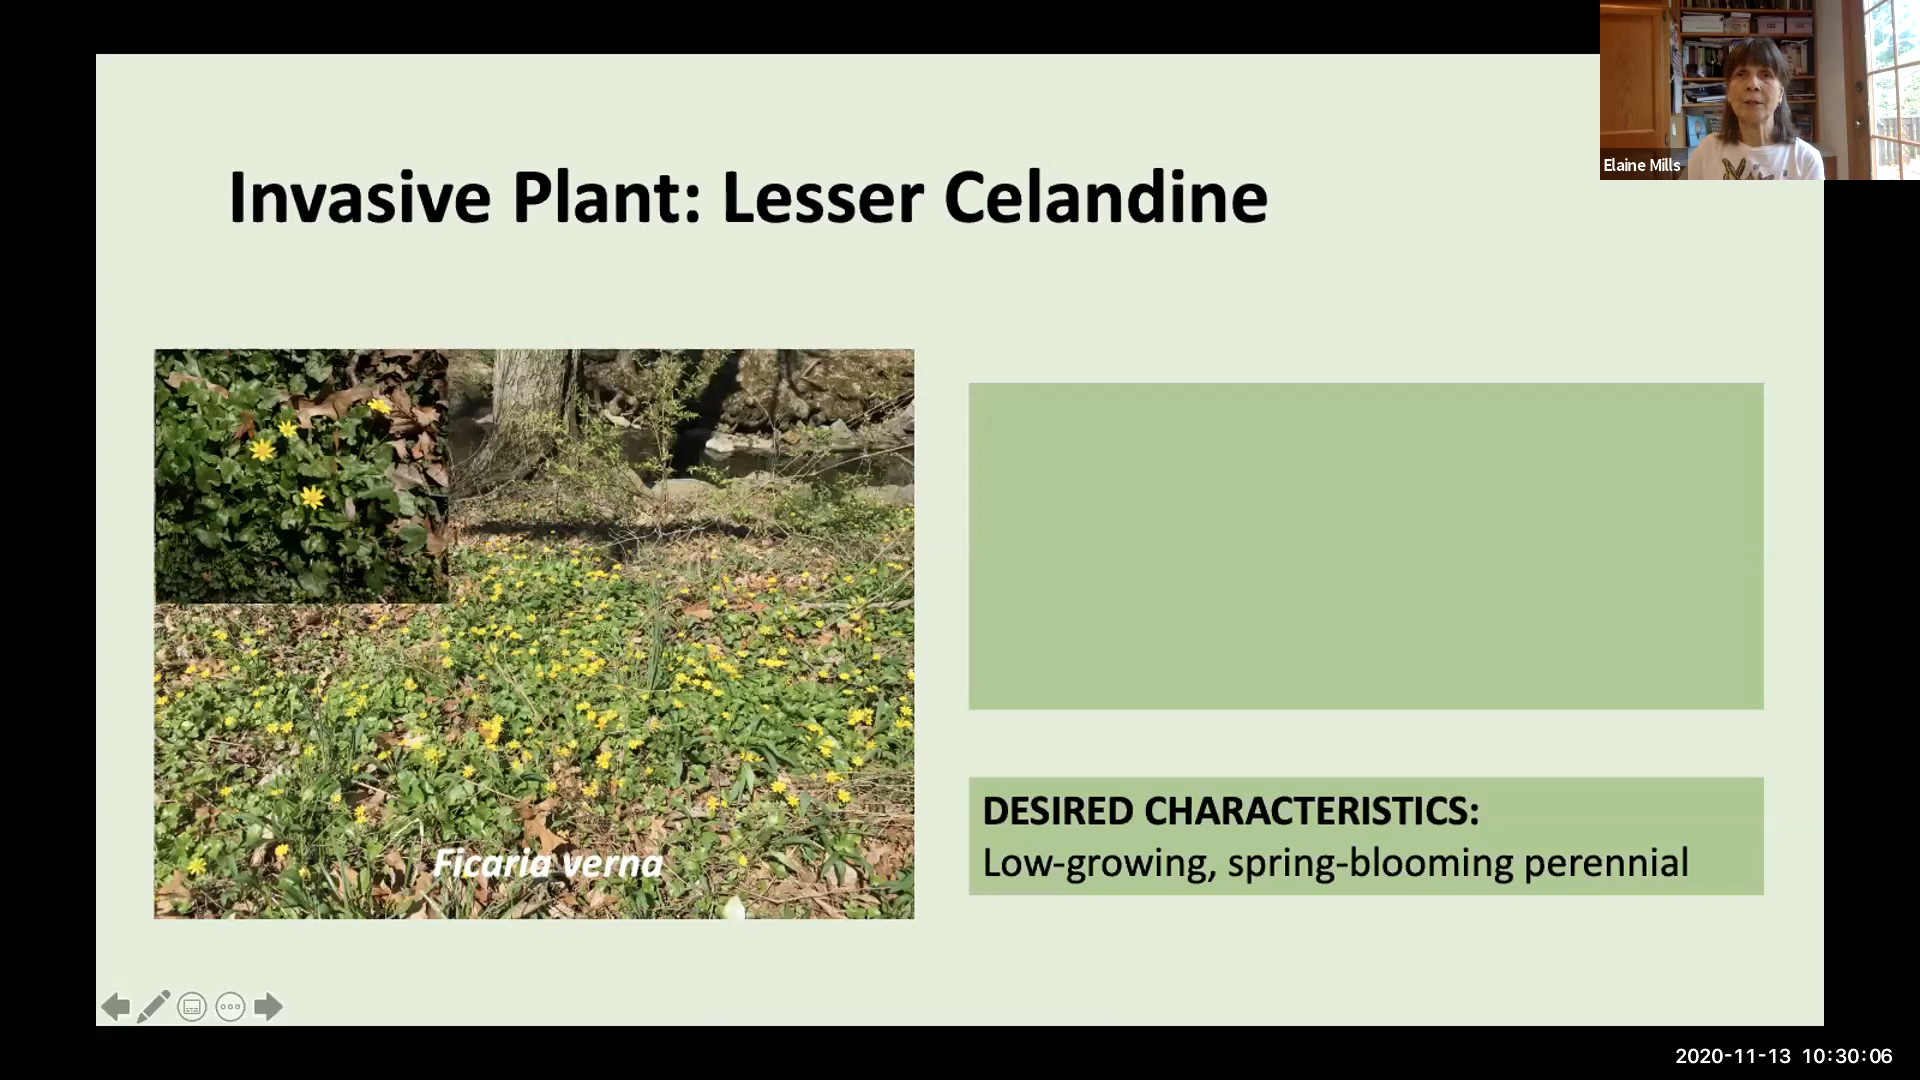 Elaine Mills
Invasive Plant: Lesser Celandine
Ficaria verna
DESIRED CHARACTERISTICS:
Low-growing, spring-blooming perennial
2020-11-13 10:30:06